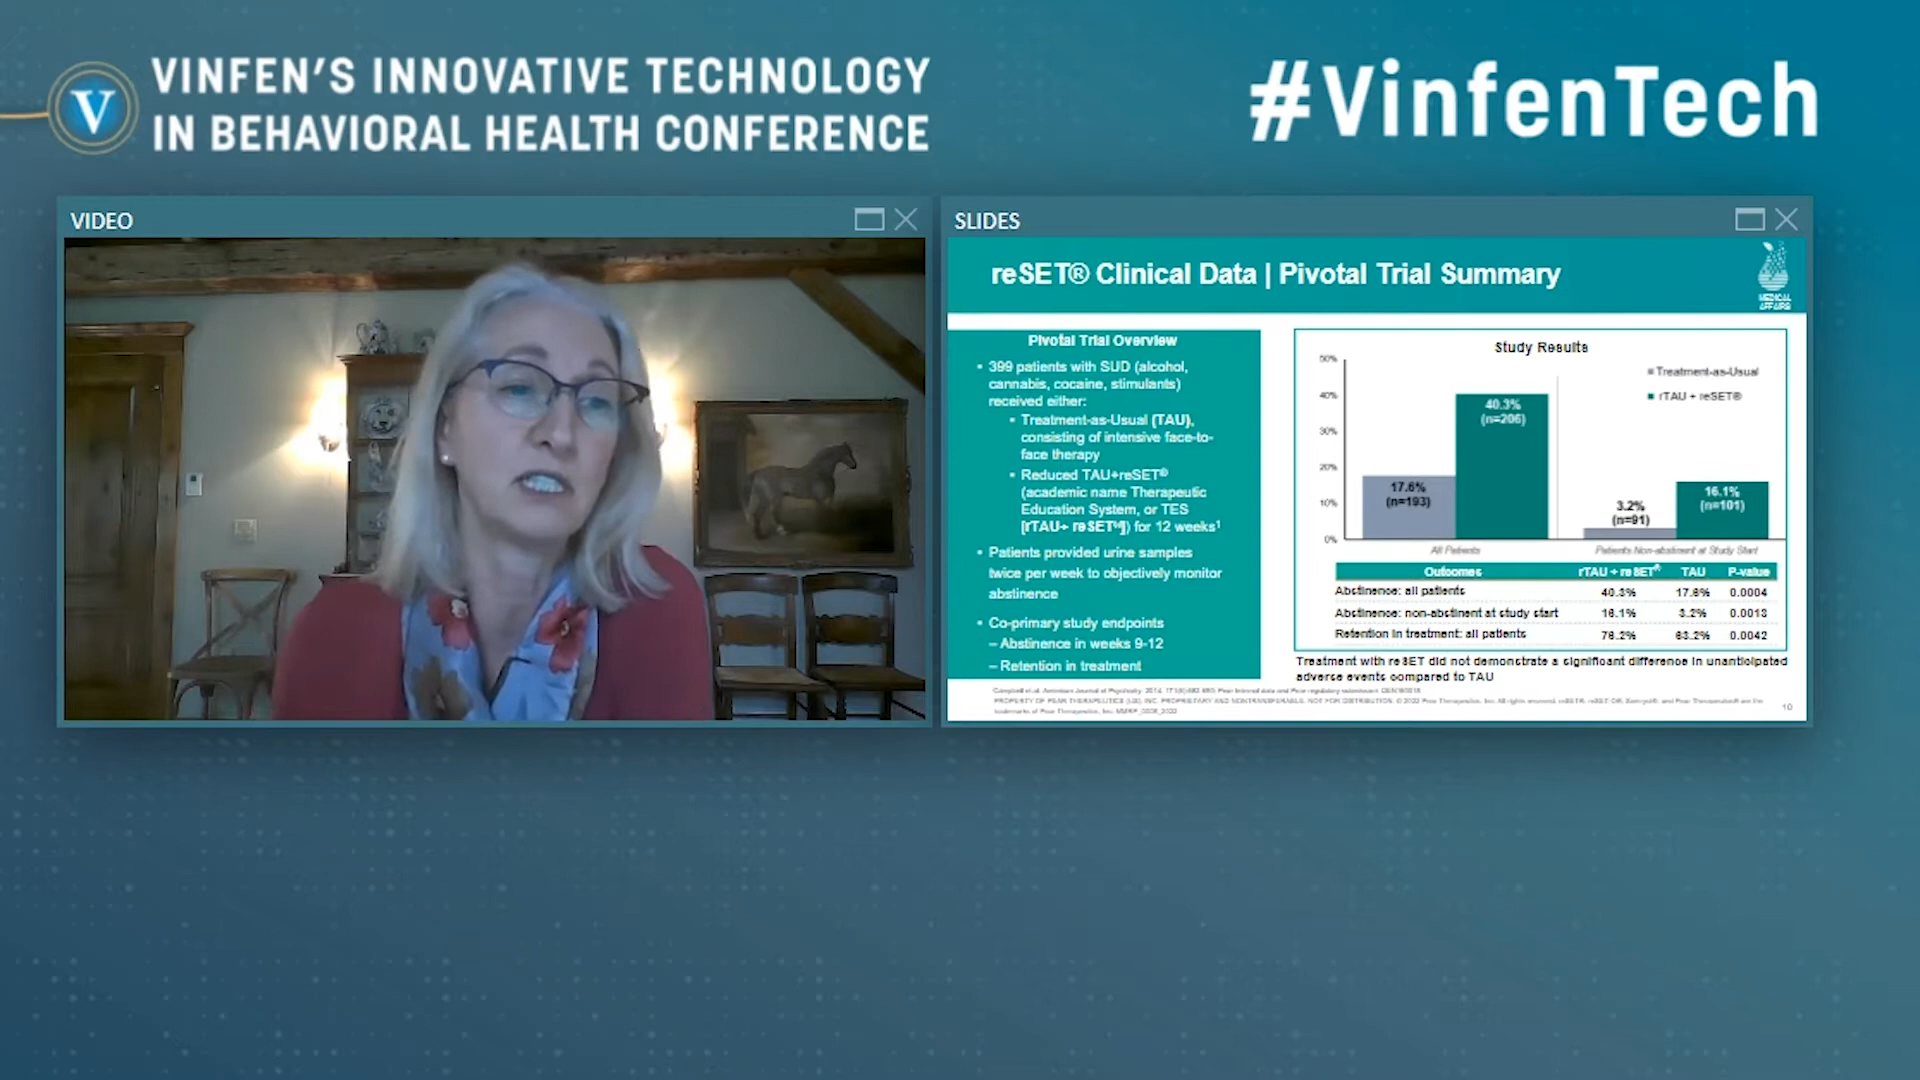 V
VINFEN'S INNOVATIVE TECHNOLOGY
IN BEHAVIORAL HEALTH CONFERENCE
#VinfenTech
VIDEO
SLIDES
reSET® Clinical Data | Pivotal Trial Summary
MEDICAL
AFFAIRS
Pivotal Trial Overview
• 399 patients with SUD (alcohol,
cannabis, cocaine, stimulants)
received either:
• Treatment-as-Usual (TAU),
consisting of intensive face-to-
face therapy
• Reduced TAU+reSET®
(academic name Therapeutic
Education System, or TES
for 12 weeks¹
• Patients provided urine samples
twice per week to objectively monitor
abstinence
• Co-primary study endpoints
– Abstinence in weeks 9-12
– Retention in treatment
Study Results
50%
40%
30%
20%
10%
0%
Treatment-as-Usual
rTAU + reSET®
17.6%
(n=193)
40.3%
(n=206)
3.2%
(n=91)
16.1%
(n=101)
All Patients
Patients Non-abstinent at Study Start
Outcomes rTAU + reSET® TAU P-value
Abstinence: all patients 40.3% 17.6% 0.0004
Abstinence: non-abstinent at study start 16.1% 3.2% 0.0013
Retention in treatment: all patients 76.2% 63.2% 0.0042
Treatment with reSET did not demonstrate a significant difference in unanticipated
adverse events compared to TAU
10